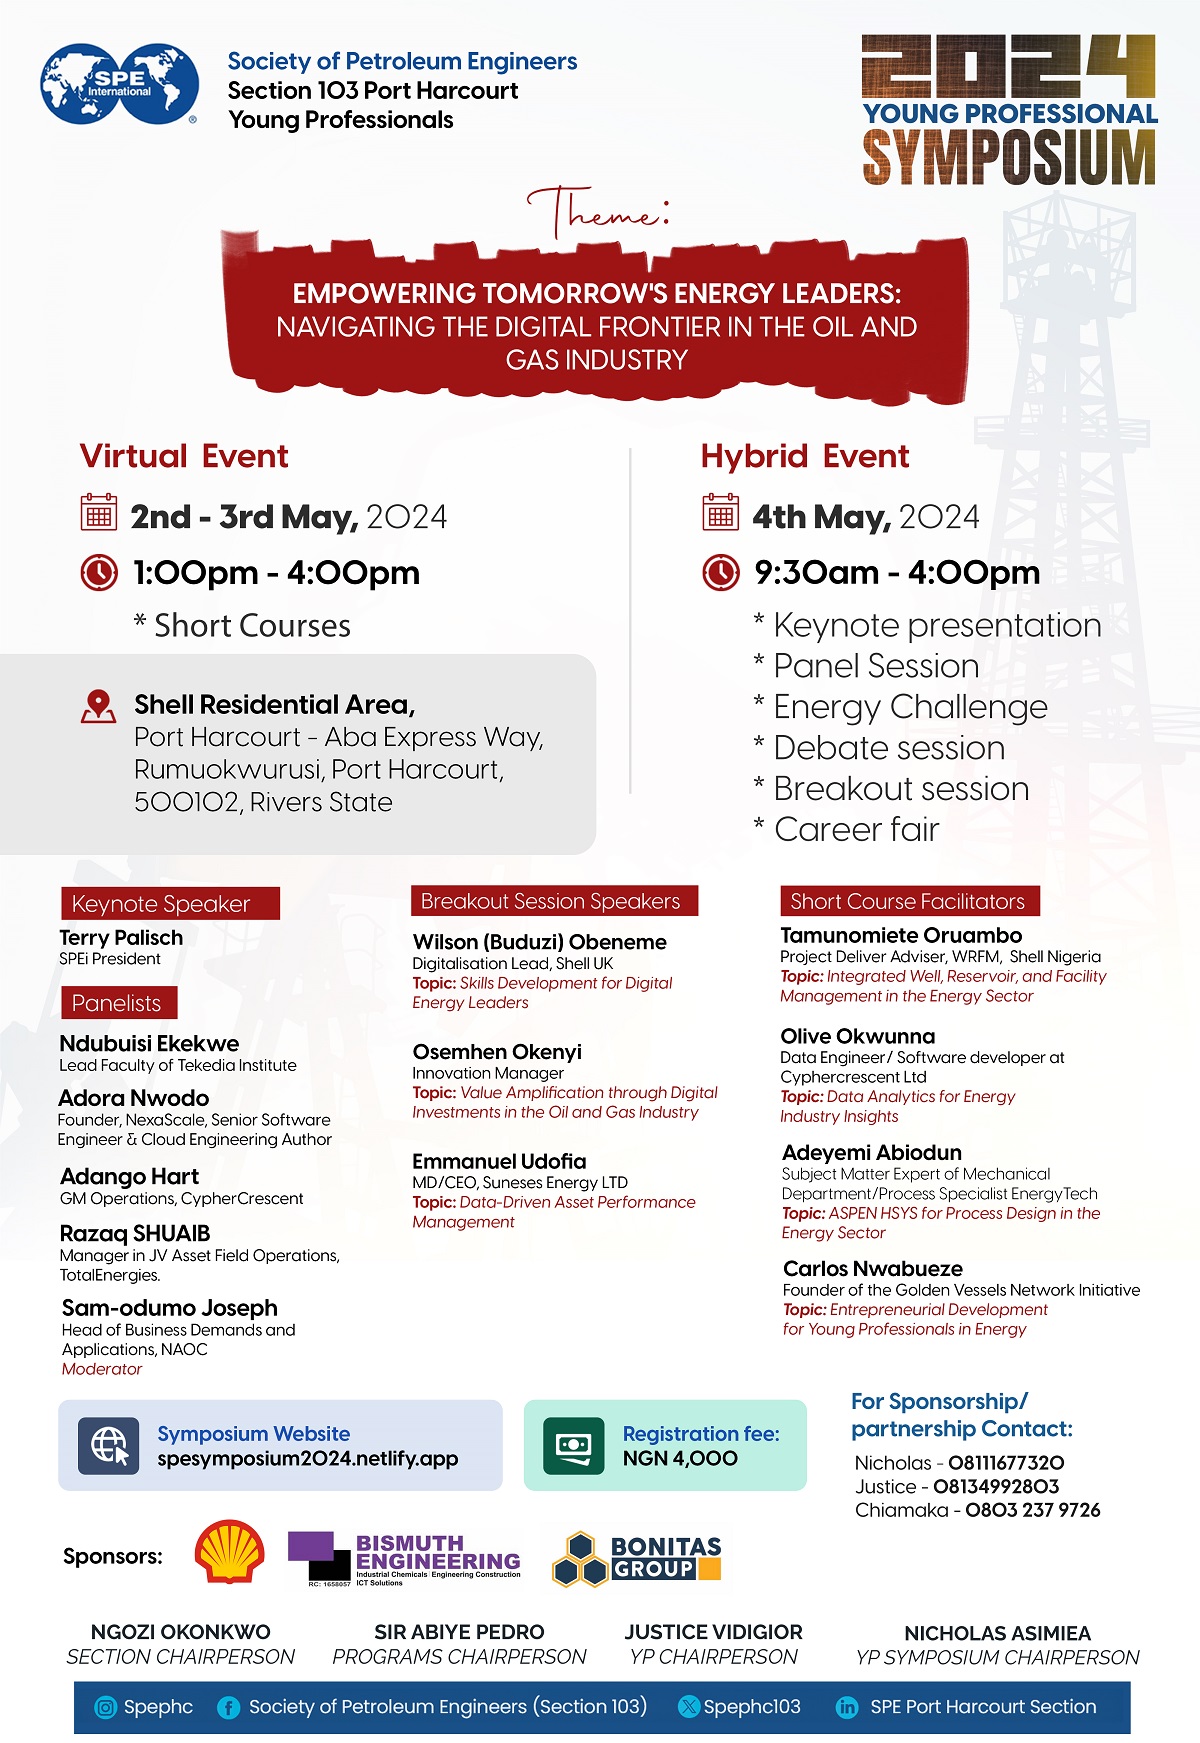 SPE
International
®
Society of Petroleum Engineers
Section 103 Port Harcourt
Young Professionals
2024
YOUNG PROFESSIONAL
SYMPOSIUM
Theme:
EMPOWERING TOMORROW'S ENERGY LEADERS:
NAVIGATING THE DIGITAL FRONTIER IN THE OIL AND
GAS INDUSTRY
Virtual Event
2nd - 3rd May, 2024
1:00pm - 4:00pm
* Short Courses
Shell Residential Area,
Port Harcourt - Aba Express Way,
Rumuokwurusi, Port Harcourt,
500102, Rivers State
Hybrid Event
4th May, 2024
9:30am - 4:00pm
* Keynote presentation
* Panel Session
* Energy Challenge
* Debate session
* Breakout session
* Career fair
Keynote Speaker
Terry Palisch
SPEi President
Panelists
Ndubuisi Ekekwe
Lead Faculty of Tekedia Institute
Adora Nwodo
Founder, NexaScale, Senior Software
Engineer & Cloud Engineering Author
Adango Hart
GM Operations, CypherCrescent
Razaq SHUAIB
Manager in JV Asset Field Operations,
TotalEnergies.
Sam-odumo Joseph
Head of Business Demands and
Applications, NAOC
Moderator
Breakout Session Speakers
Wilson (Buduzi) Obeneme
Digitalisation Lead, Shell UK
Topic: Skills Development for Digital
Energy Leaders
Osemhen Okenyi
Innovation Manager
Topic: Value Amplification through Digital
Investments in the Oil and Gas Industry
Emmanuel Udofia
MD/CEO, Suneses Energy LTD
Topic: Data-Driven Asset Performance
Management
Short Course Facilitators
Tamunomiete Oruambo
Project Deliver Adviser, WRFM, Shell Nigeria
Topic: Integrated Well, Reservoir, and Facility
Management in the Energy Sector
Olive Okwunna
Data Engineer/ Software developer at
Cyphercrescent Ltd
Topic: Data Analytics for Energy
Industry Insights
Adeyemi Abiodun
Subject Matter Expert of Mechanical
Department/Process Specialist EnergyTech
Topic: ASPEN HSYS for Process Design in the
Energy Sector
Carlos Nwabueze
Founder of the Golden Vessels Network Initiative
Topic: Entrepreneurial Development
for Young Professionals in Energy
Symposium Website
spesymposium2024.netlify.app
Registration fee:
NGN 4,000
For Sponsorship/
partnership Contact:
Nicholas - 08111677320
Justice - 08134992803
Chiamaka - 0803 237 9726
Sponsors:
BISMUTH
ENGINEERING
Industrial Chemicals | Engineering Construction
RC: 1658057 ICT Solutions
BONITAS
GROUP
NGOZI OKONKWO
SECTION CHAIRPERSON
SIR ABIYE PEDRO
PROGRAMS CHAIRPERSON
JUSTICE VIDIGIOR
YP CHAIRPERSON
NICHOLAS ASIMIEA
YP SYMPOSIUM CHAIRPERSON
Spephc
Society of Petroleum Engineers (Section 103)
Spephc103
SPE Port Harcourt Section